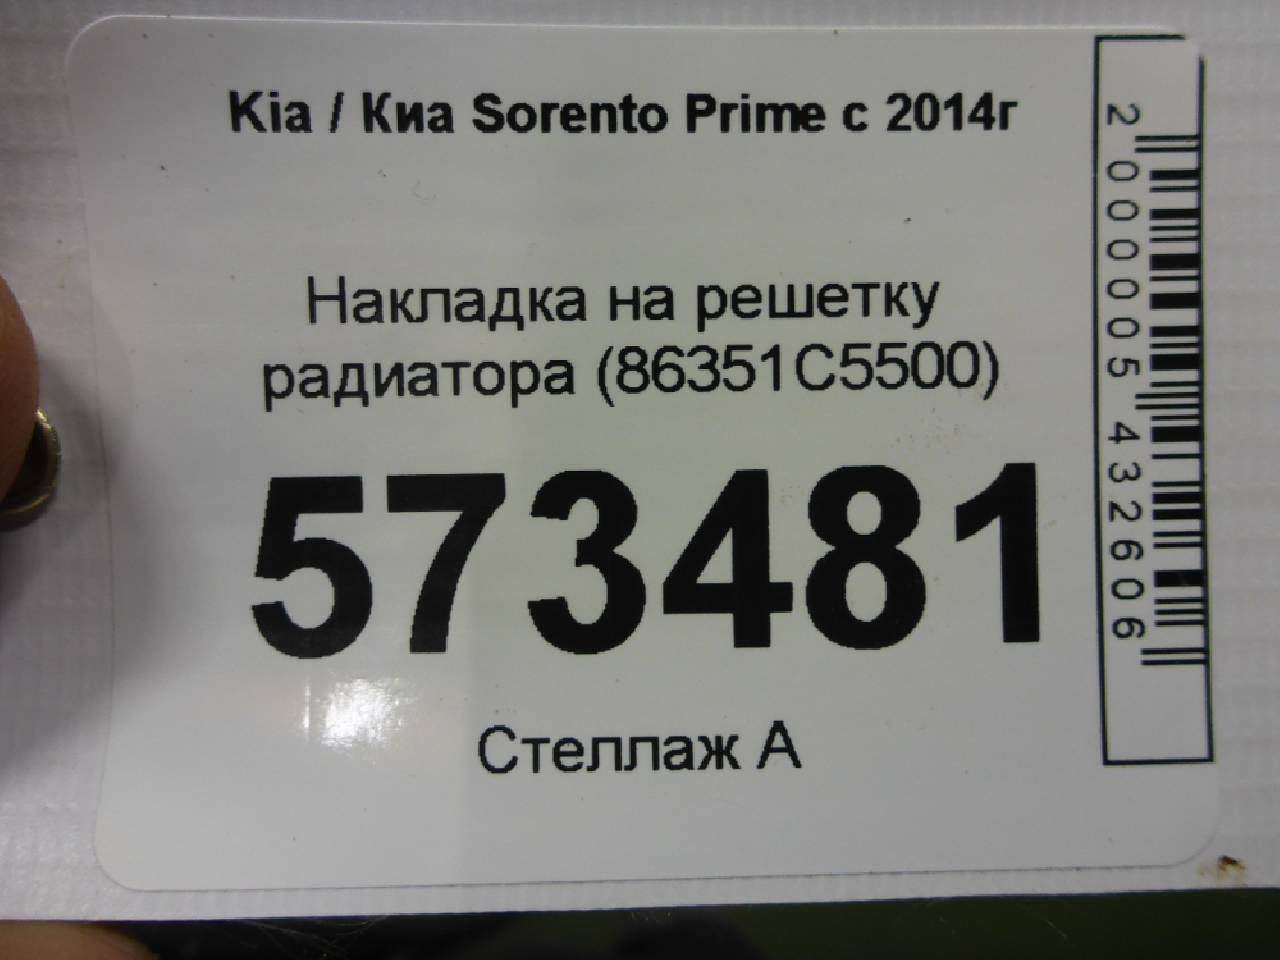 Kia / Киа Sorento Prime с 2014г
Накладка на решетку
радиатора (86351C5500)
573481
Стеллаж А
2000005432606